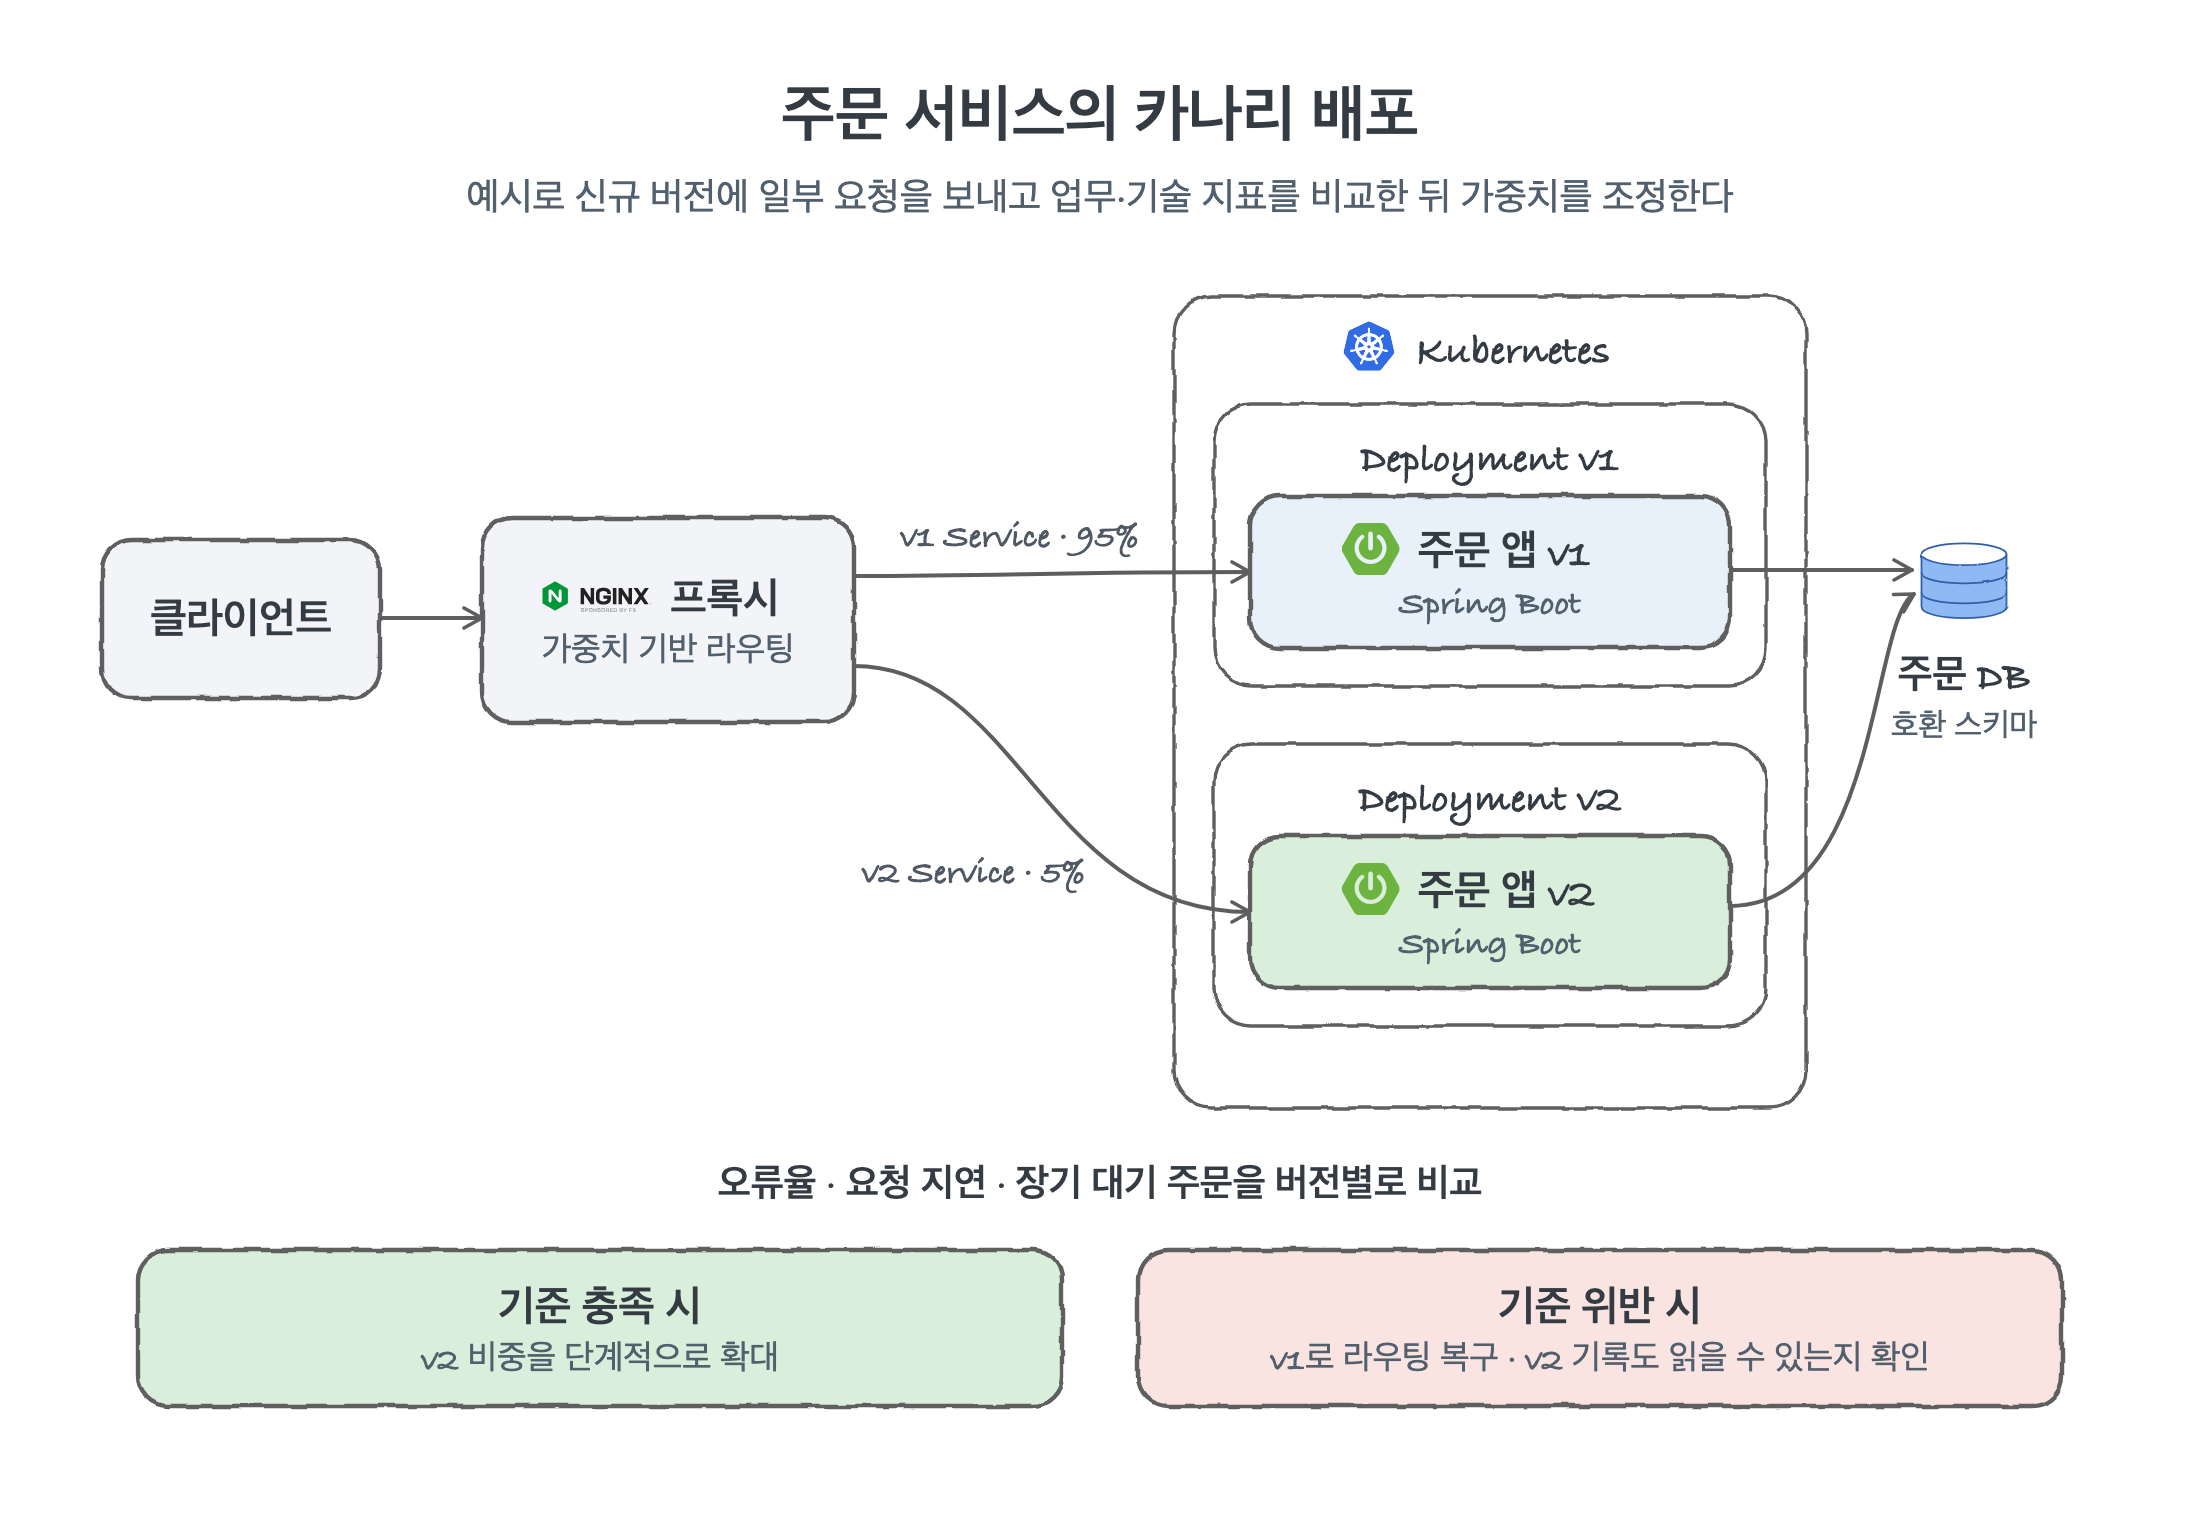 주문 서비스의 카나리 배포
예시로 신규 버전에 일부 요청을 보내고 업무·기술 지표를 비교한 뒤 가중치를 조정한다
Kubernetes
Deployment v1
v1 Service · 95%
주문 앱 v1
Spring Boot
클라이언트
NGINX 프록시
SPONSORED BY F5
가중치 기반 라우팅
주문 DB
호환 스키마
Deployment v2
v2 Service · 5%
주문 앱 v2
Spring Boot
오류율 · 요청 지연 · 장기 대기 주문을 버전별로 비교
기준 충족 시
v2 비중을 단계적으로 확대
기준 위반 시
v1로 라우팅 복구 · v2 기록도 읽을 수 있는지 확인